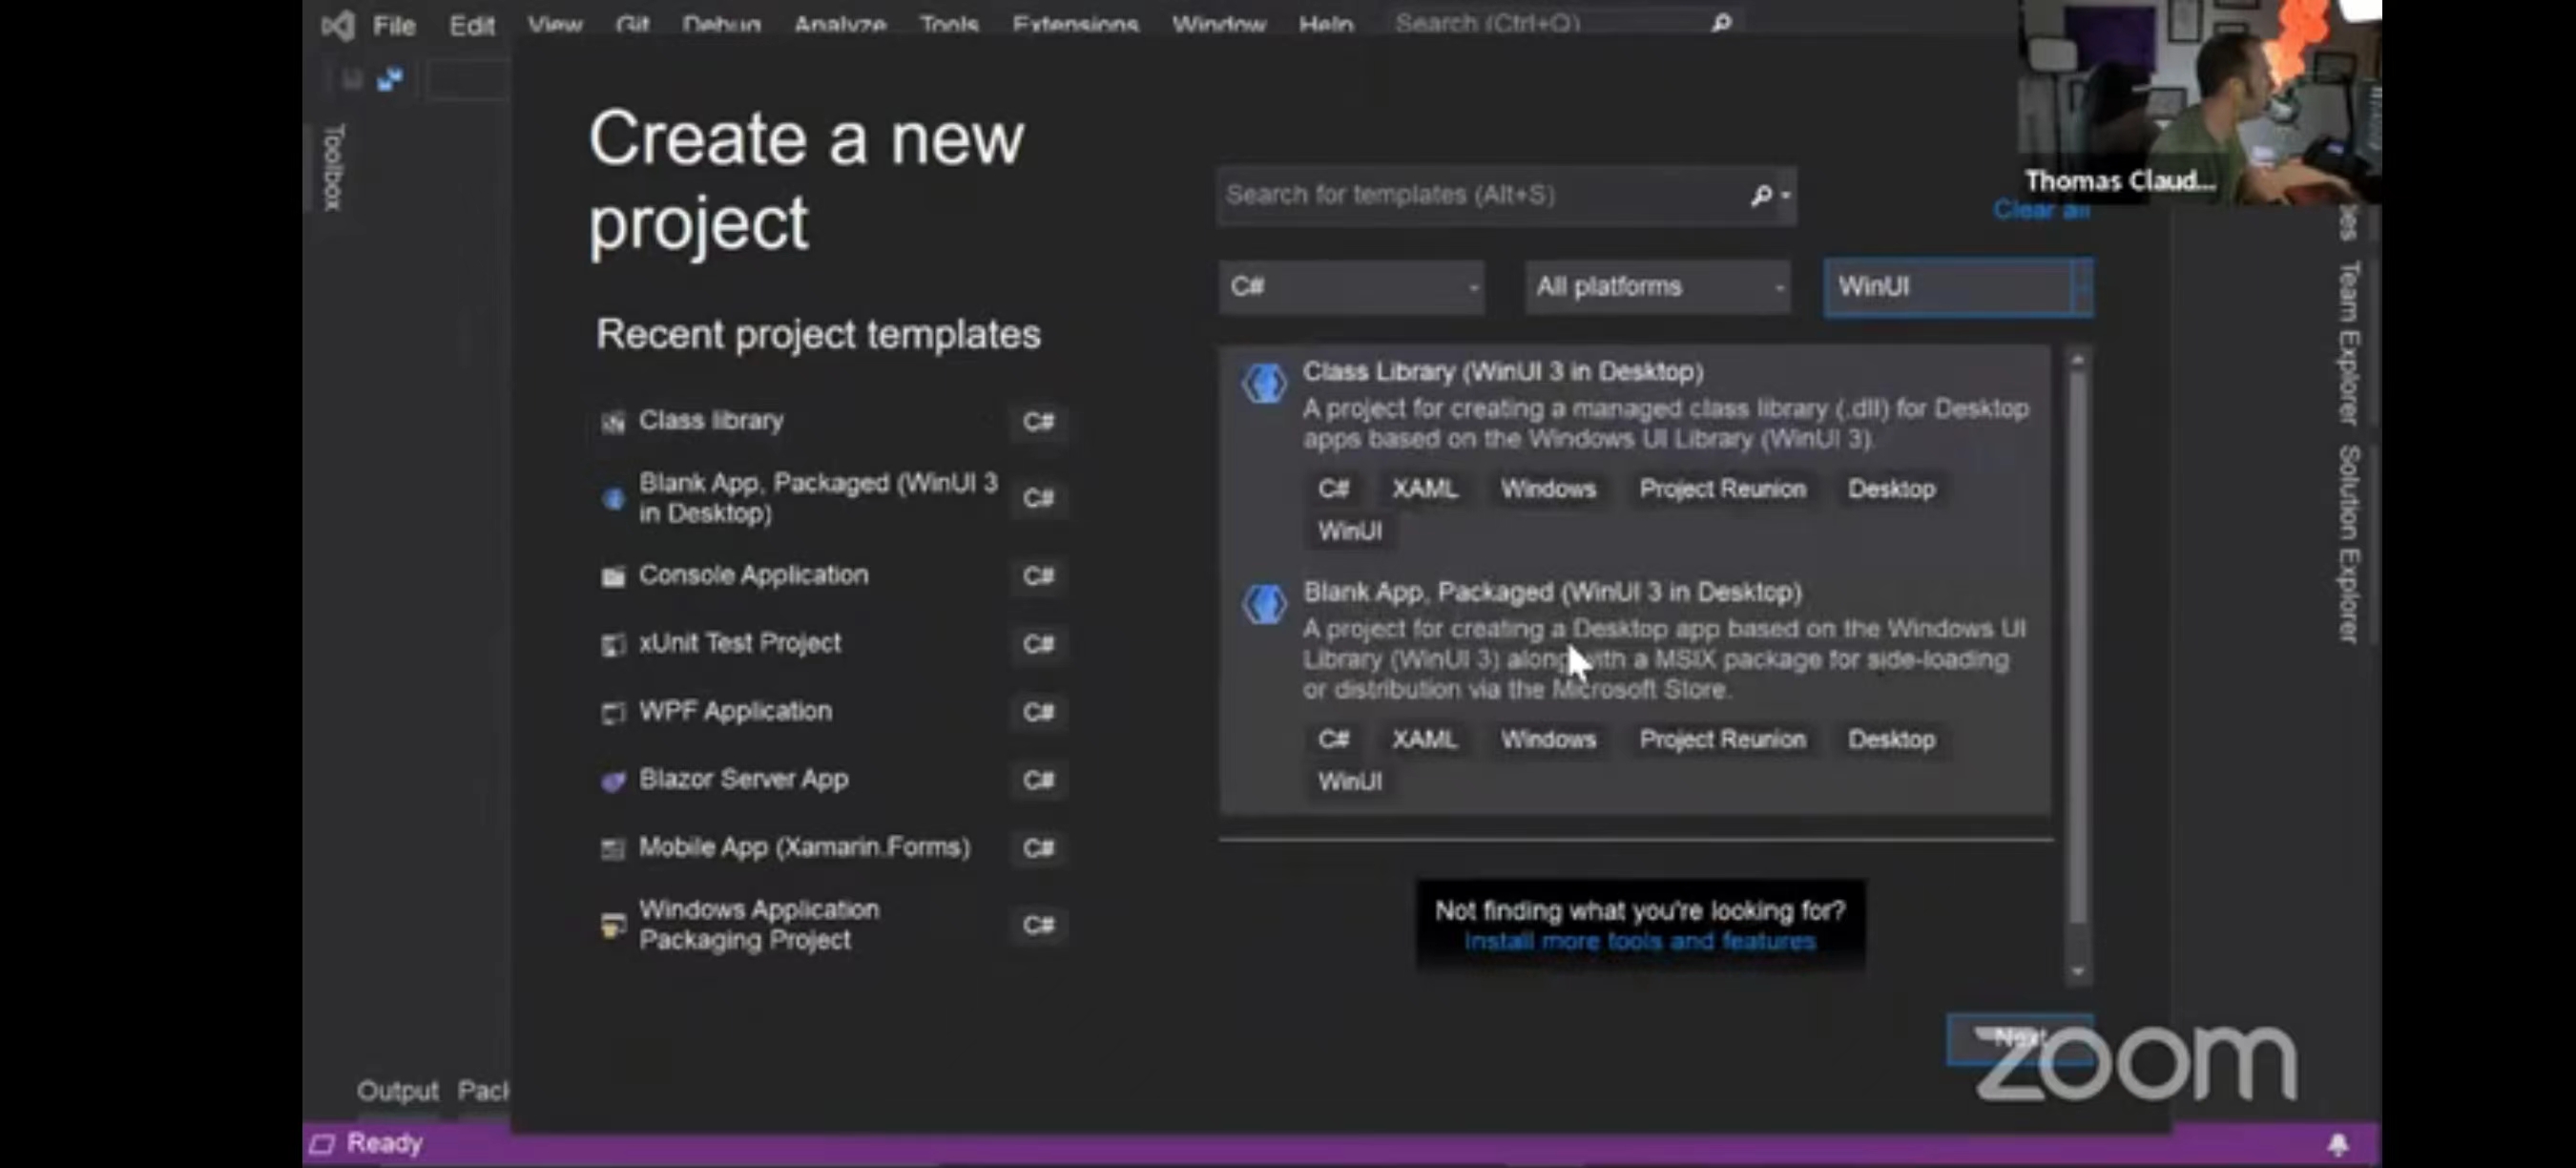 File Edit View Git Debug Analyze Tools Extensions Window Help Search (Ctrl+Q)
Toolbox
Create a new
project
Recent project templates
Class library C#
Blank App, Packaged (WinUI 3
in Desktop) C#
Console Application C#
xUnit Test Project C#
WPF Application C#
Blazor Server App C#
Mobile App (Xamarin.Forms) C#
Windows Application
Packaging Project C#
Search for templates (Alt+S)
Clear all
C# All platforms WinUI
Class Library (WinUI 3 in Desktop)
A project for creating a managed class library (.dll) for Desktop
apps based on the Windows UI Library (WinUI 3).
C# XAML Windows Project Reunion Desktop
WinUI
Blank App, Packaged (WinUI 3 in Desktop)
A project for creating a Desktop app based on the Windows UI
Library (WinUI 3) along with a MSIX package for side-loading
or distribution via the Microsoft Store.
C# XAML Windows Project Reunion Desktop
WinUI
Not finding what you're looking for?
Install more tools and features
Next
zoom
Thomas Claud...
Team Explorer
Solution Explorer
Output
Ready